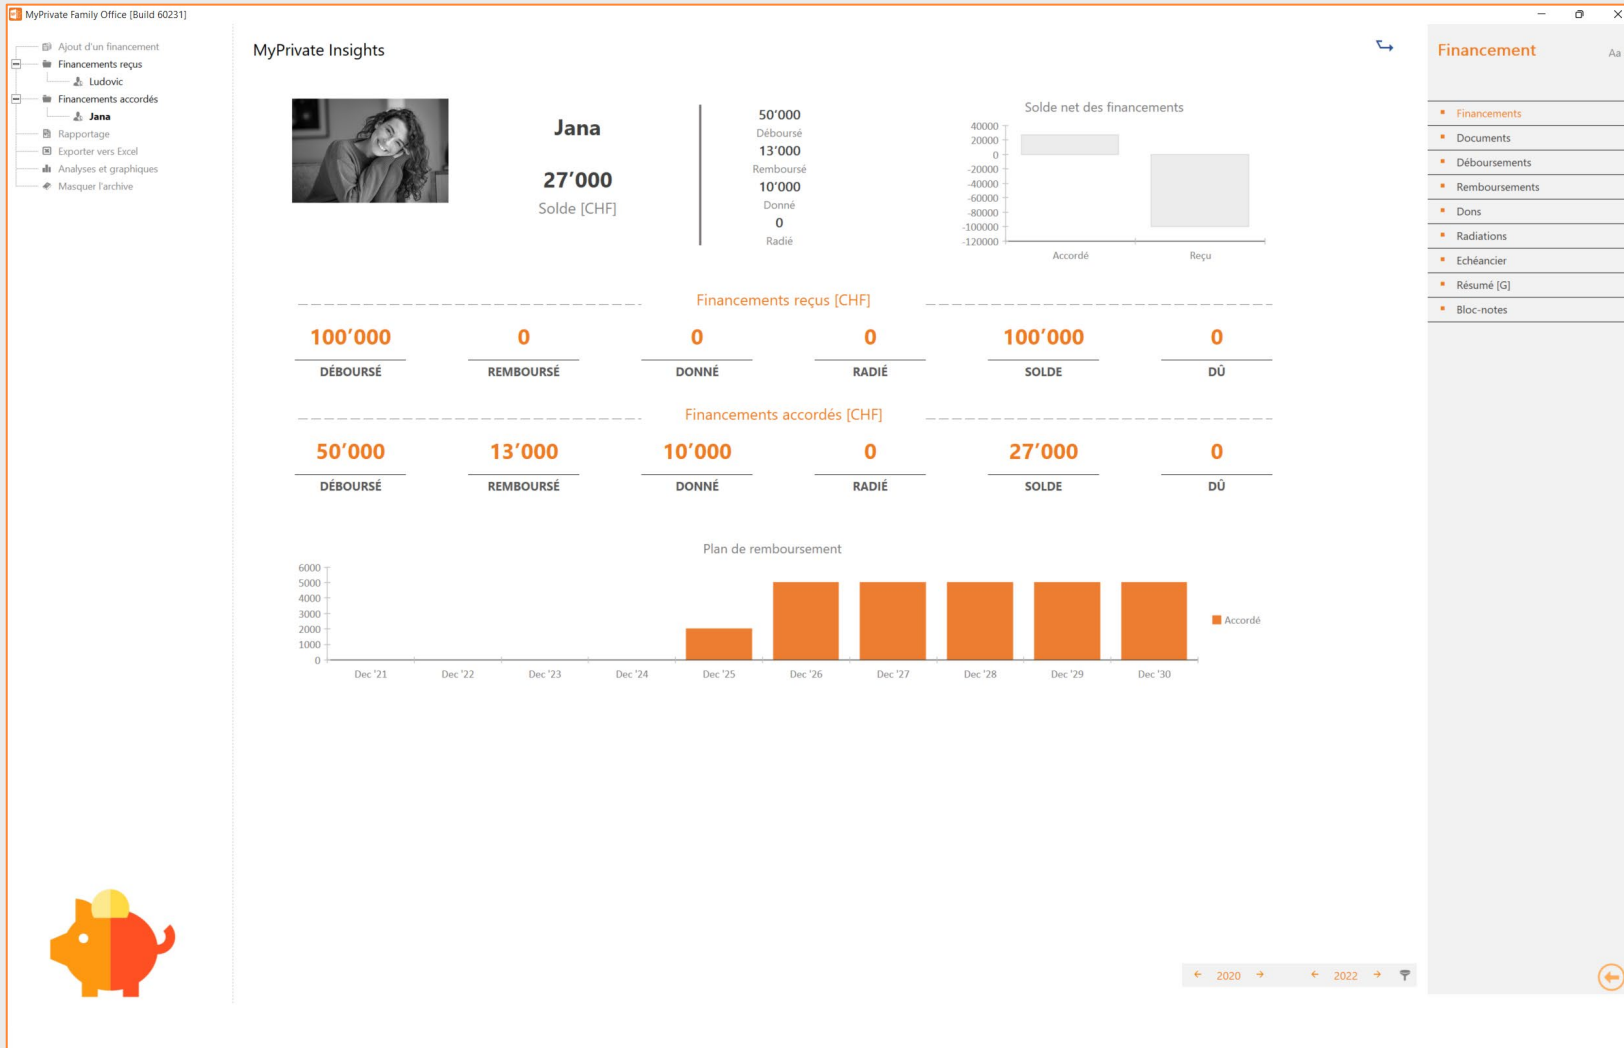 MyPrivate Family Office [Build 60231]
Ajout d'un financement
Financements reçus
Ludovic
Financements accordés
Jana
Rapportage
Exporter vers Excel
Analyses et graphiques
Masquer l'archive
MyPrivate Insights
Jana
27'000
Solde [CHF]
50'000
Déboursé
13'000
Remboursé
10'000
Donné
0
Radié
Solde net des financements
40000
20000
0
-20000
-40000
-60000
-80000
-100000
-120000
Accordé Reçu
Financements reçus [CHF]
100'000 0 0 0 100'000 0
DÉBOURSÉ REMBOURSÉ DONNÉ RADIÉ SOLDE DÛ
Financements accordés [CHF]
50'000 13'000 10'000 0 27'000 0
DÉBOURSÉ REMBOURSÉ DONNÉ RADIÉ SOLDE DÛ
Plan de remboursement
6000
5000
4000
3000
2000
1000
0
Dec '21 Dec '22 Dec '23 Dec '24 Dec '25 Dec '26 Dec '27 Dec '28 Dec '29 Dec '30
Accordé
2020 2022
Financement Aa
Financements
Documents
Déboursements
Remboursements
Dons
Radiations
Echéancier
Résumé [G]
Bloc-notes